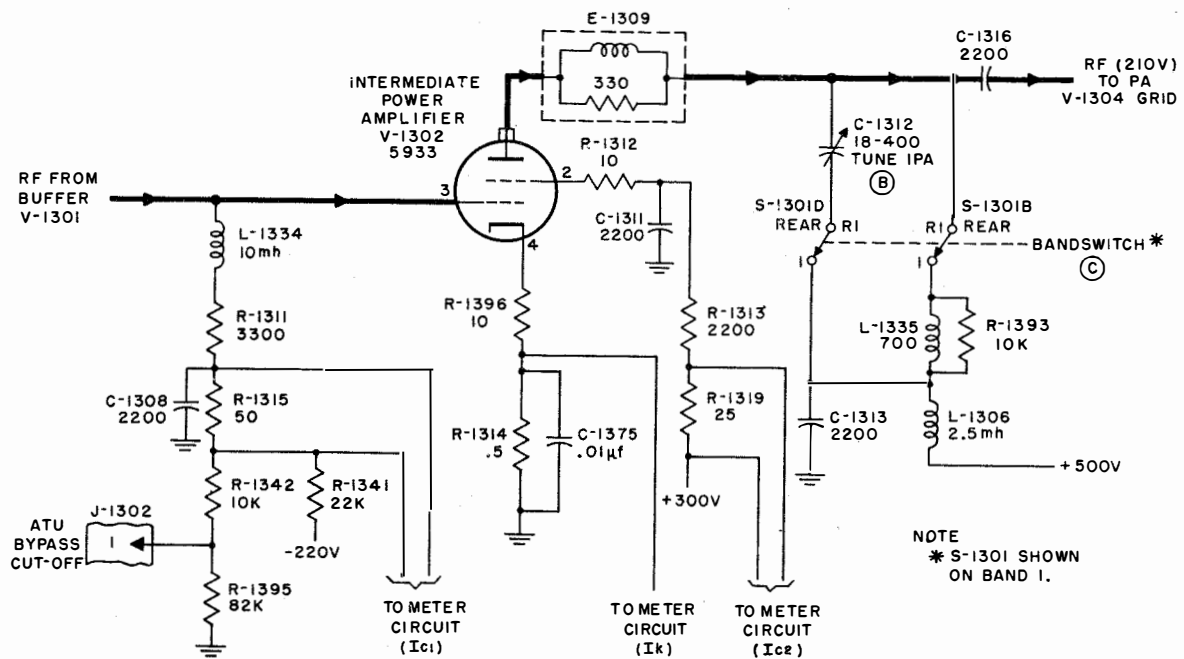 E-1309
330
C-1316
2200
RF (210V)
TO PA
V-1304 GRID
INTERMEDIATE
POWER
AMPLIFIER
V-1302
5933
R-1312
10
2
3
4
C-1311
2200
C-1312
18-400
TUNE IPA
B
RF FROM
BUFFER
V-1301
L-1334
10mh
S-1301D
REAR
R1
1
S-1301B
R1
REAR
1
BANDSWITCH *
C
R-1311
3300
R-1396
10
R-1313
2200
L-1335
700
R-1393
10K
C-1308
2200
R-1315
50
R-1319
25
R-1314
.5
C-1375
.01µf
C-1313
2200
L-1306
2.5mh
+500V
R-1342
10K
R-1341
22K
-220V
+300V
J-1302
1
ATU
BYPASS
CUT-OFF
R-1395
82K
NOTE
* S-1301 SHOWN
ON BAND 1.
TO METER
CIRCUIT
(Ic1)
TO METER
CIRCUIT
(Ik)
TO METER
CIRCUIT
(Ic2)